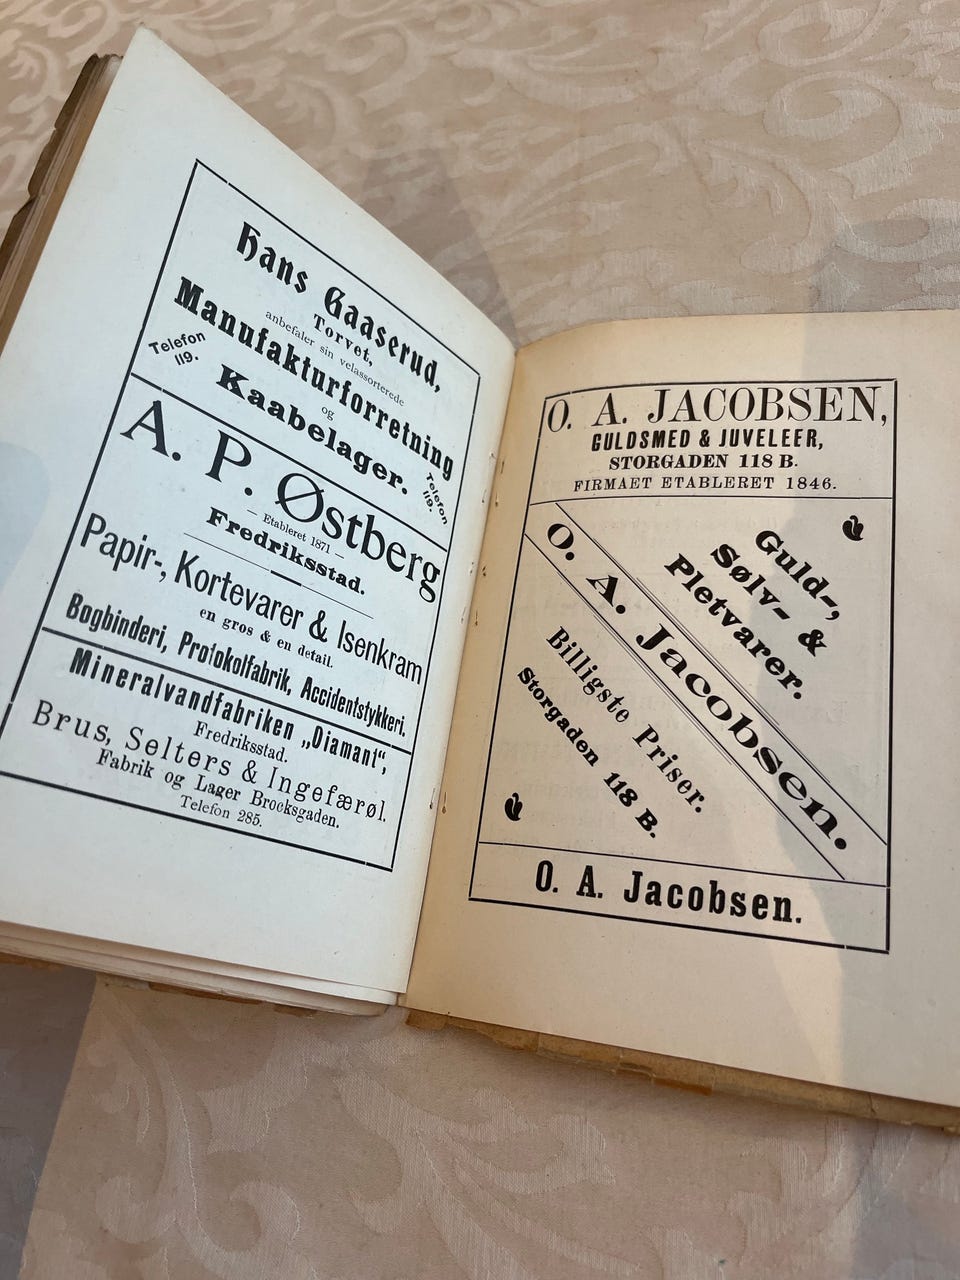 Hans Gaaserud,
Torvet,
anbefaler sin velassorterede
Manufakturforretning
Telefon
119.
og
Kaabelager.
Telefon
119.
A. P. Østberg
— Etableret 1871 —
Fredriksstad.
Papir-, Kortevarer & Isenkram
en gros & en detail.
Bogbinderi, Protokolfabrik, Accidentstykkeri.
Mineralvandfabriken „Diamant“,
Fredriksstad.
Brus, Selters & Ingefærøl.
Fabrik og Lager Brocksgaden.
Telefon 285.
O. A. JACOBSEN,
GULDSMED & JUVELEER,
STORGADEN 118 B.
FIRMAET ETABLERET 1846.
Guld-,
Sølv- &
Pletvarer.
O. A. Jacobsen.
Billigste Priser.
Storgaden 118 B.
O. A. Jacobsen.